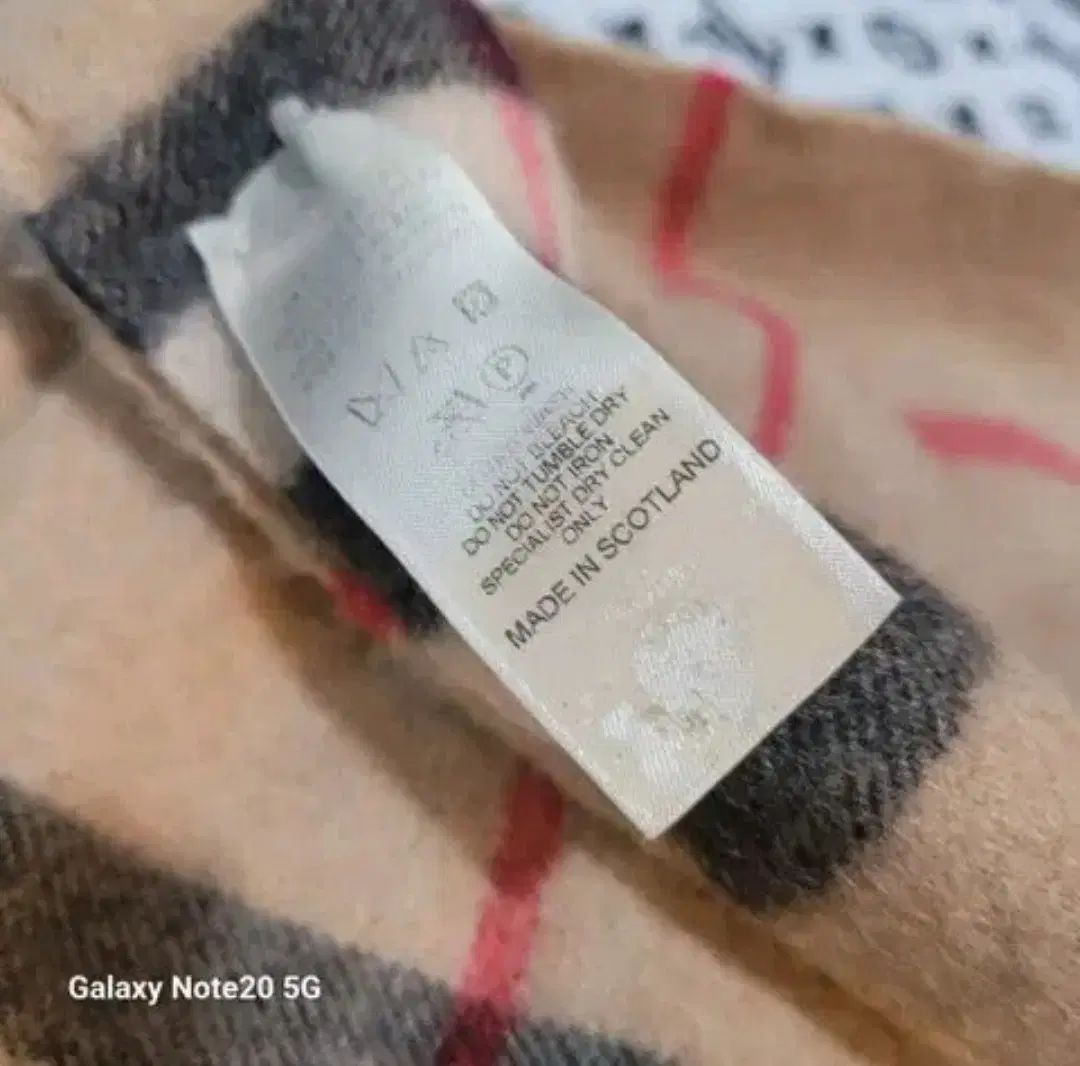 DO NOT BLEACH
DO NOT TUMBLE DRY
DO NOT IRON
SPECIALIST DRY CLEAN
ONLY
MADE IN SCOTLAND
Galaxy Note20 5G